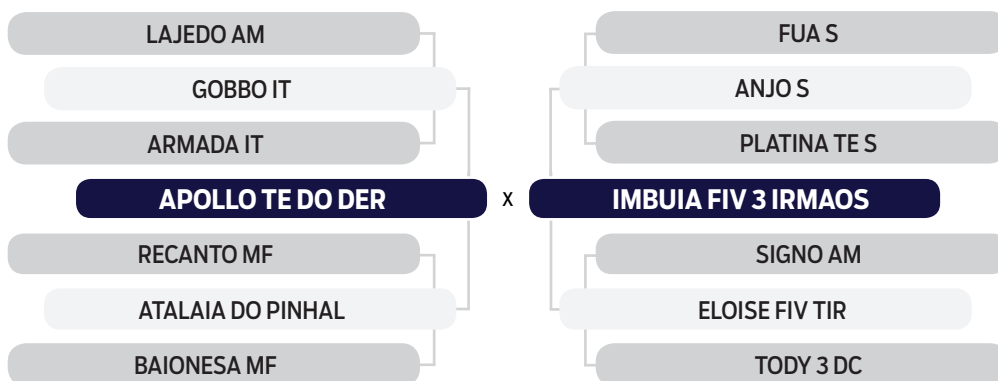 LAJEDO AM
FUA S
GOBBO IT
ANJO S
ARMADA IT
PLATINA TE S
APOLLO TE DO DER x IMBUIA FIV 3 IRMAOS
RECANTO MF
SIGNO AM
ATALAIA DO PINHAL
ELOISE FIV TIR
BAIONESA MF
TODY 3 DC